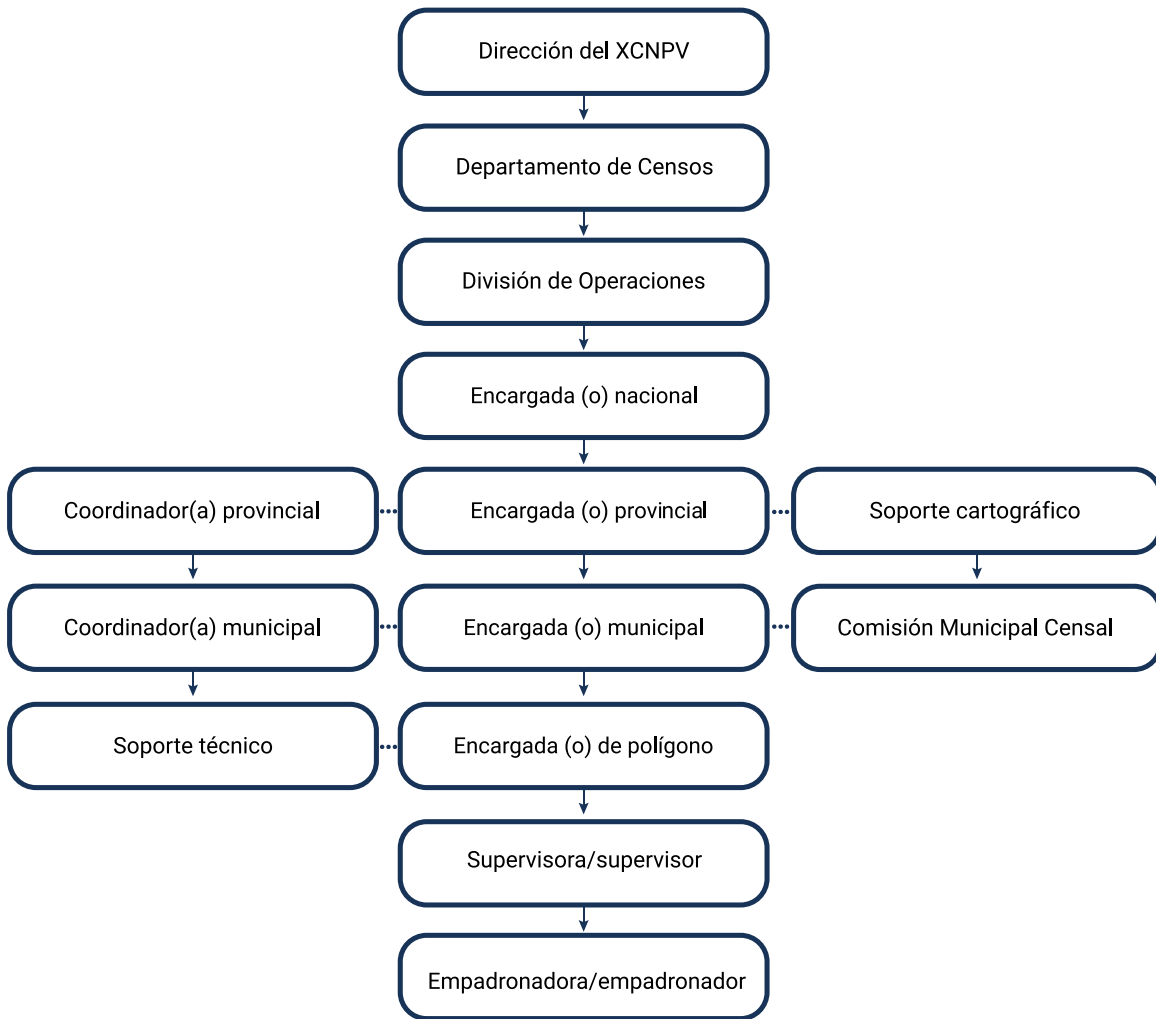 Dirección del XCNPV
Departamento de Censos
División de Operaciones
Encargada (o) nacional
Coordinador(a) provincial
Encargada (o) provincial
Soporte cartográfico
Coordinador(a) municipal
Encargada (o) municipal
Comisión Municipal Censal
Soporte técnico
Encargada (o) de polígono
Supervisora/supervisor
Empadronadora/empadronador